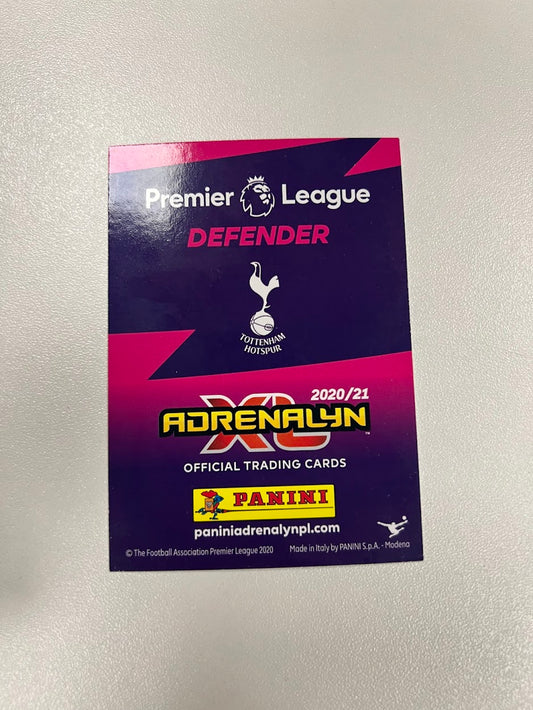 Premier League
DEFENDER
TOTTENHAM
HOTSPUR
2020/21
ADRENALYN
XL
™
OFFICIAL TRADING CARDS
PANINI
paniniadrenalynpl.com
© The Football Association Premier League 2020 Made in Italy by PANINI S.p.A. - Modena